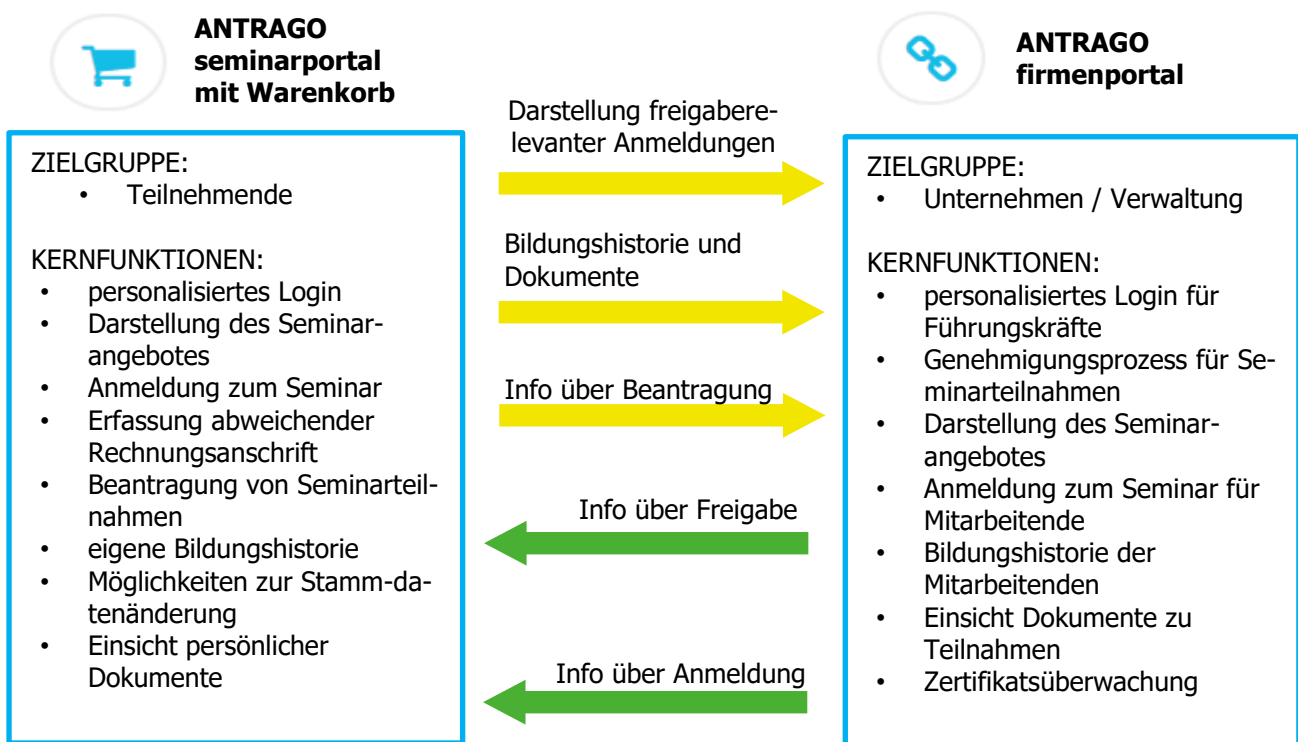 ANTRAGO
seminarportal
mit Warenkorb
ZIELGRUPPE:
• Teilnehmende
KERNFUNKTIONEN:
• personalisiertes Login
• Darstellung des Seminar-
angebotes
• Anmeldung zum Seminar
• Erfassung abweichender
Rechnungsanschrift
• Beantragung von Seminarteil-
nahmen
• eigene Bildungshistorie
• Möglichkeiten zur Stamm-da-
tenänderung
• Einsicht persönlicher
Dokumente
Darstellung freigabere-
levanter Anmeldungen
Bildungshistorie und
Dokumente
Info über Beantragung
Info über Freigabe
Info über Anmeldung
ANTRAGO
firmenportal
ZIELGRUPPE:
• Unternehmen / Verwaltung
KERNFUNKTIONEN:
• personalisiertes Login für
Führungskräfte
• Genehmigungsprozess für Se-
minarteilnahmen
• Darstellung des Seminar-
angebotes
• Anmeldung zum Seminar für
Mitarbeitende
• Bildungshistorie der
Mitarbeitenden
• Einsicht Dokumente zu
Teilnahmen
• Zertifikatsüberwachung